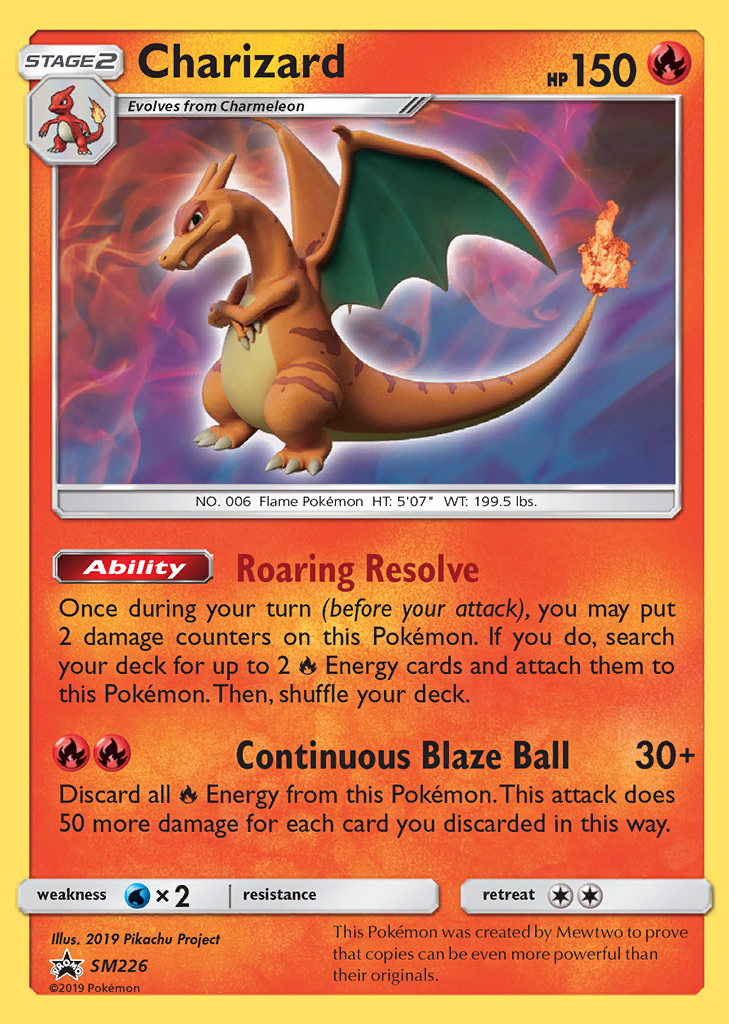 STAGE2
Charizard
HP 150
Evolves from Charmeleon
NO. 006 Flame Pokémon HT: 5'07" WT: 199.5 lbs.
Ability
Roaring Resolve
Once during your turn (before your attack), you may put
2 damage counters on this Pokémon. If you do, search
your deck for up to 2 Energy cards and attach them to
this Pokémon. Then, shuffle your deck.
Continuous Blaze Ball 30+
Discard all Energy from this Pokémon. This attack does
50 more damage for each card you discarded in this way.
weakness × 2 resistance retreat
Illus. 2019 Pikachu Project
PROMO SM226
©2019 Pokémon
This Pokémon was created by Mewtwo to prove
that copies can be even more powerful than
their originals.